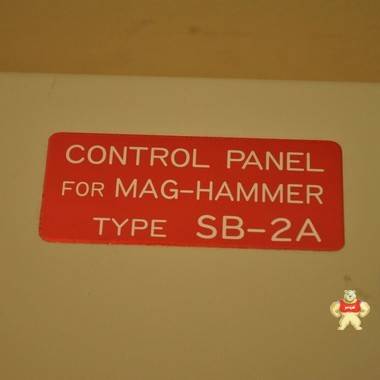 CONTROL PANEL
FOR MAG-HAMMER
TYPE SB-2A